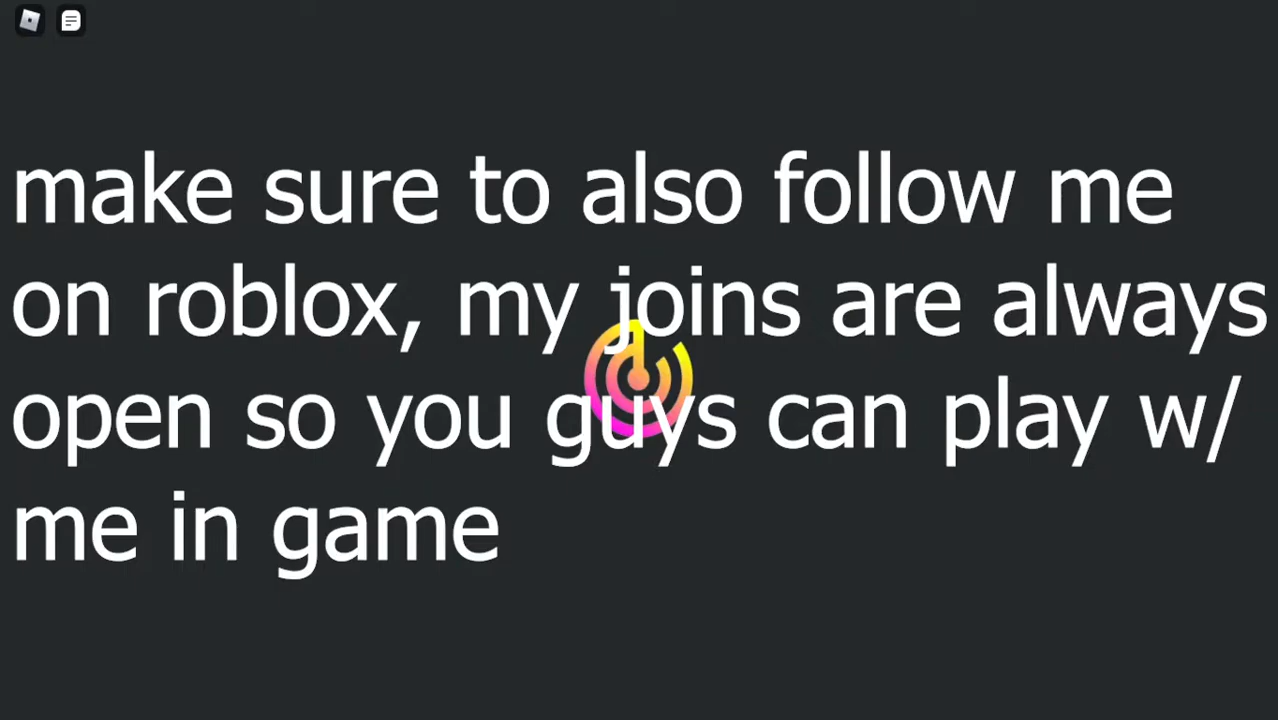 make sure to also follow me
on roblox, my joins are always
open so you guys can play w/
me in game